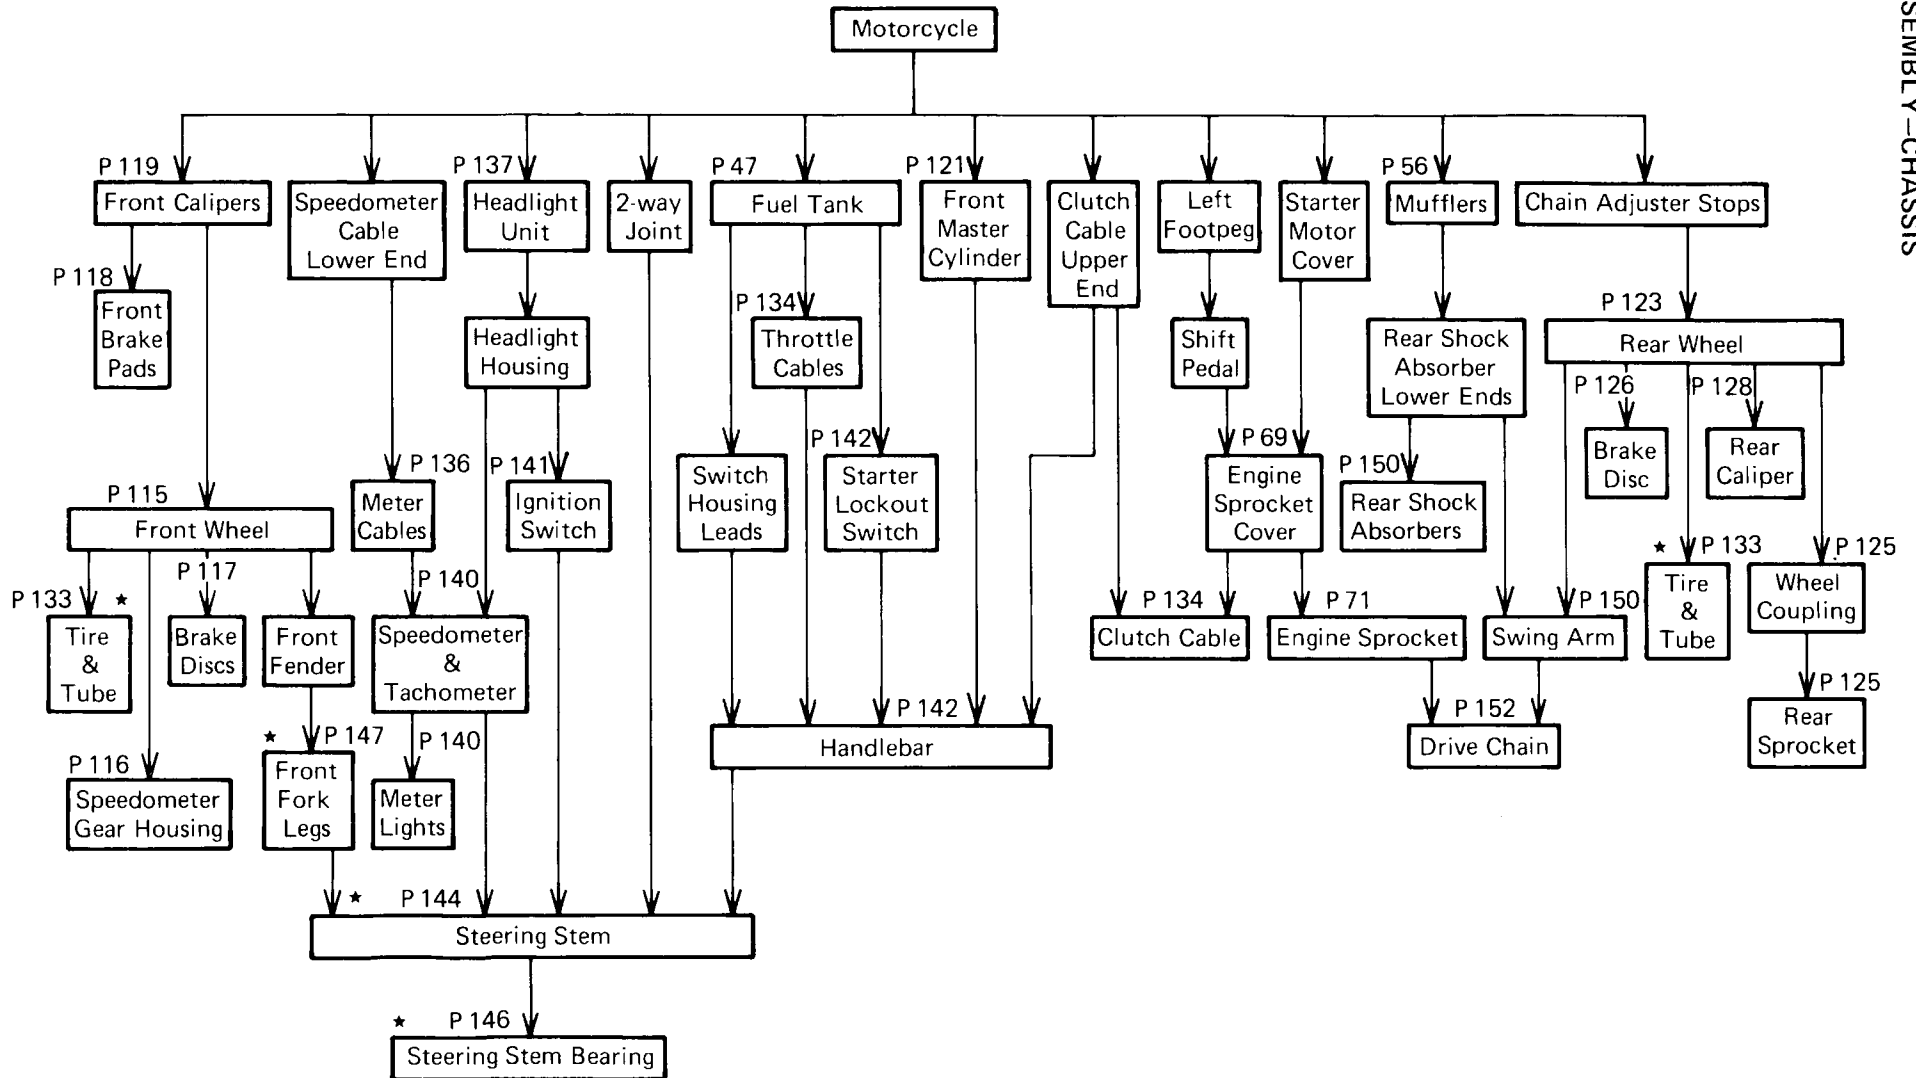 Motorcycle
SEMBLY–CHASSIS
P 119
Front Calipers
Speedometer
Cable
Lower End
P 137
Headlight
Unit
2-way
Joint
P 47
Fuel Tank
P 121
Front
Master
Cylinder
Clutch
Cable
Upper
End
Left
Footpeg
Starter
Motor
Cover
P 56
Mufflers
Chain Adjuster Stops
P 118
Front
Brake
Pads
Headlight
Housing
P 134
Throttle
Cables
Shift
Pedal
Rear Shock
Absorber
Lower Ends
P 123
Rear Wheel
P 126
Brake
Disc
P 128
Rear
Caliper
P 115
Front Wheel
P 136
Meter
Cables
P 141
Ignition
Switch
Switch
Housing
Leads
P 142
Starter
Lockout
Switch
P 69
Engine
Sprocket
Cover
P 150
Rear Shock
Absorbers
★ P 133
Tire
&
Tube
P 125
Wheel
Coupling
P 133 ★
Tire
&
Tube
P 117
Brake
Discs
Front
Fender
P 140
Speedometer
&
Tachometer
P 134
Clutch Cable
P 71
Engine Sprocket
P 150
Swing Arm
P 125
Rear
Sprocket
P 116
Speedometer
Gear Housing
★ P 147
Front
Fork
Legs
P 140
Meter
Lights
P 142
Handlebar
P 152
Drive Chain
★ P 144
Steering Stem
★ P 146
Steering Stem Bearing